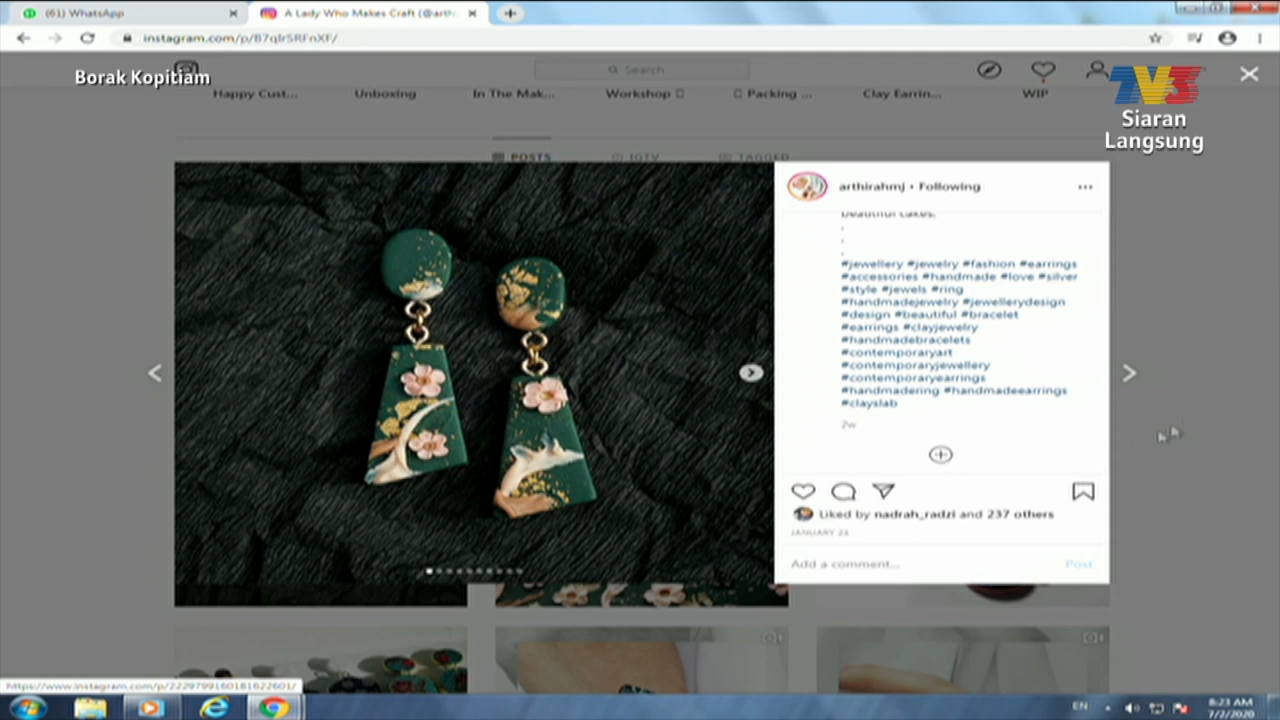 (61) WhatsApp
A Lady Who Makes Craft (@arth
instagram.com/p/B7qIrSRFnXF/
Borak Kopitiam
Search
TV3
Siaran
Langsung
Happy Cust...
Unboxing
In The Mak...
Workshop
Packing ...
Clay Earrin...
WIP
POSTS
IGTV
TAGGED
arthirahmj • Following
beautiful cakes.
.
.
.
#jewellery #jewelry #fashion #earrings
#accessories #handmade #love #silver
#style #jewels #ring
#handmadejewelry #jewellerydesign
#design #beautiful #bracelet
#earrings #clayjewelry
#handmadebracelets
#contemporaryart
#contemporaryjewellery
#contemporaryearrings
#handmadering #handmadeearrings
#clayslab
2w
Liked by nadrah_radzi and 237 others
JANUARY 23
Add a comment...
Post
https://www.instagram.com/p/2229799160181622601/
EN
8:23 AM
7/2/2020